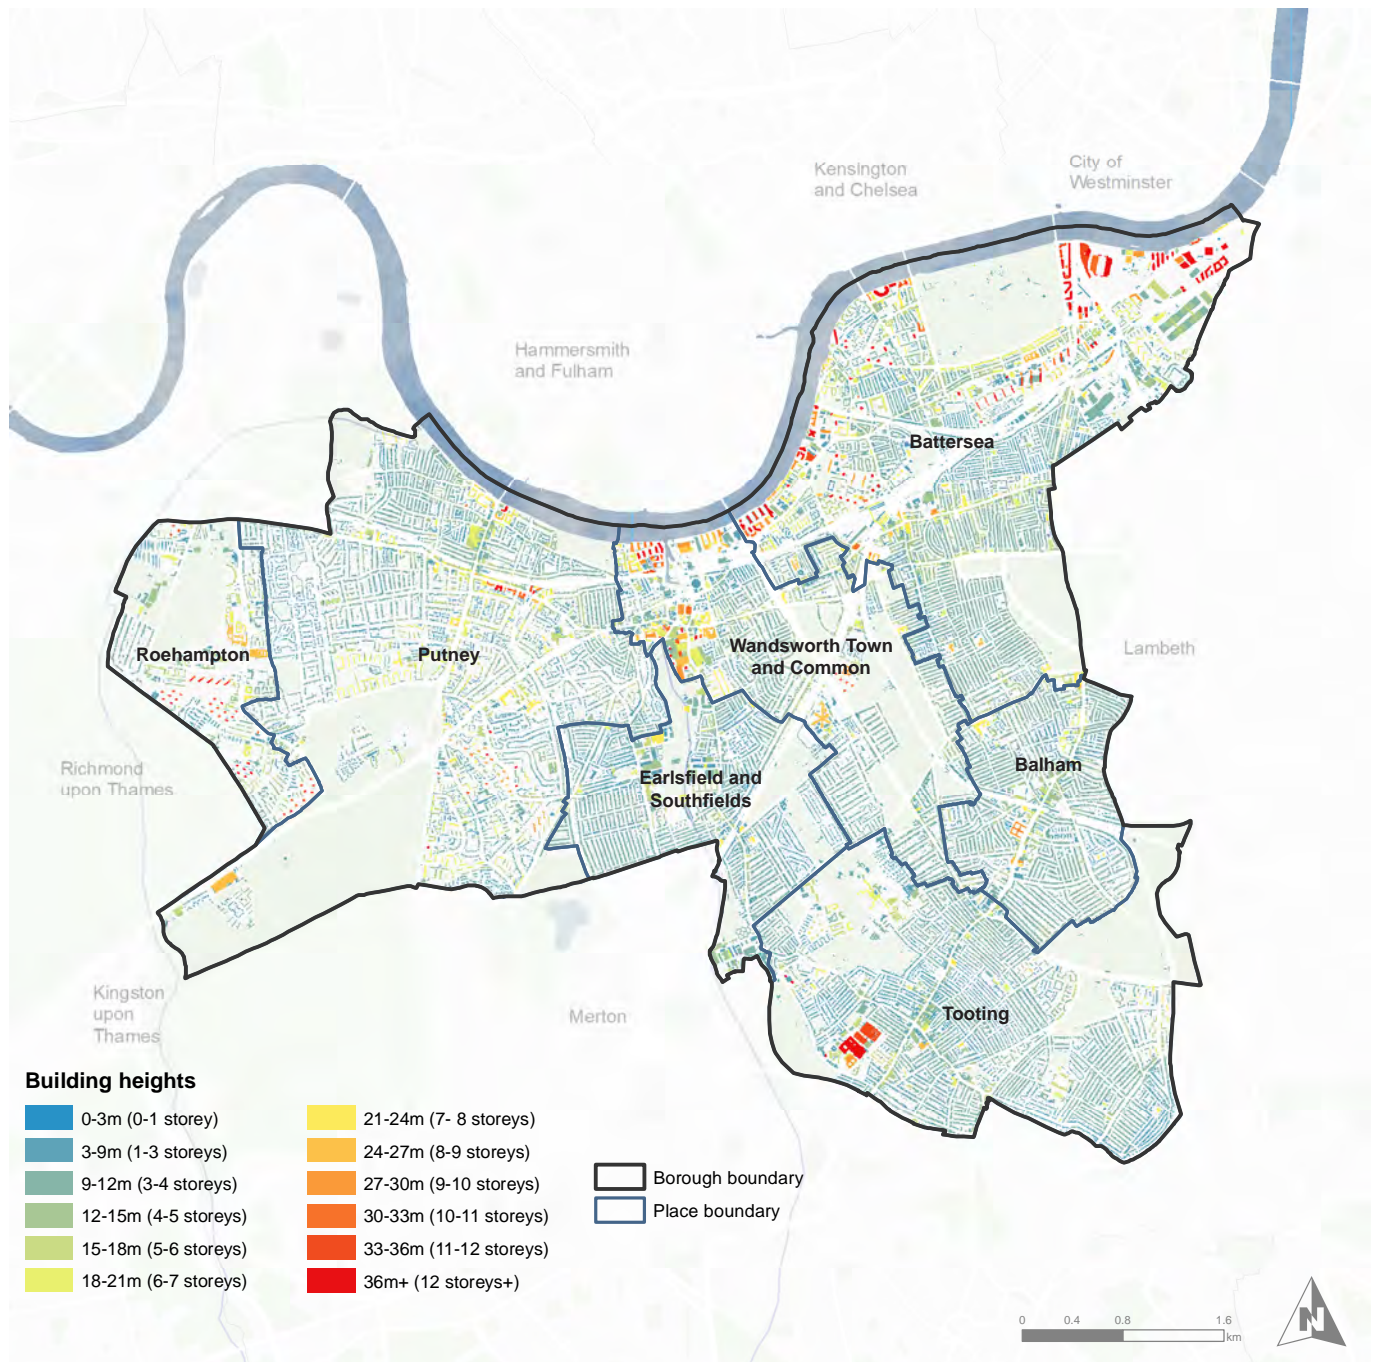 City of
Westminster
Kensington
and Chelsea
Hammersmith
and Fulham
Battersea
Roehampton
Putney
Wandsworth Town
and Common
Lambeth
Richmond
upon Thames
Earlsfield and
Southfields
Balham
Kingston
upon
Thames
Merton
Tooting
Building heights
0-3m (0-1 storey)
3-9m (1-3 storeys)
9-12m (3-4 storeys)
12-15m (4-5 storeys)
15-18m (5-6 storeys)
18-21m (6-7 storeys)
21-24m (7- 8 storeys)
24-27m (8-9 storeys)
27-30m (9-10 storeys)
30-33m (10-11 storeys)
33-36m (11-12 storeys)
36m+ (12 storeys+)
Borough boundary
Place boundary
0 0.4 0.8 1.6
km
N